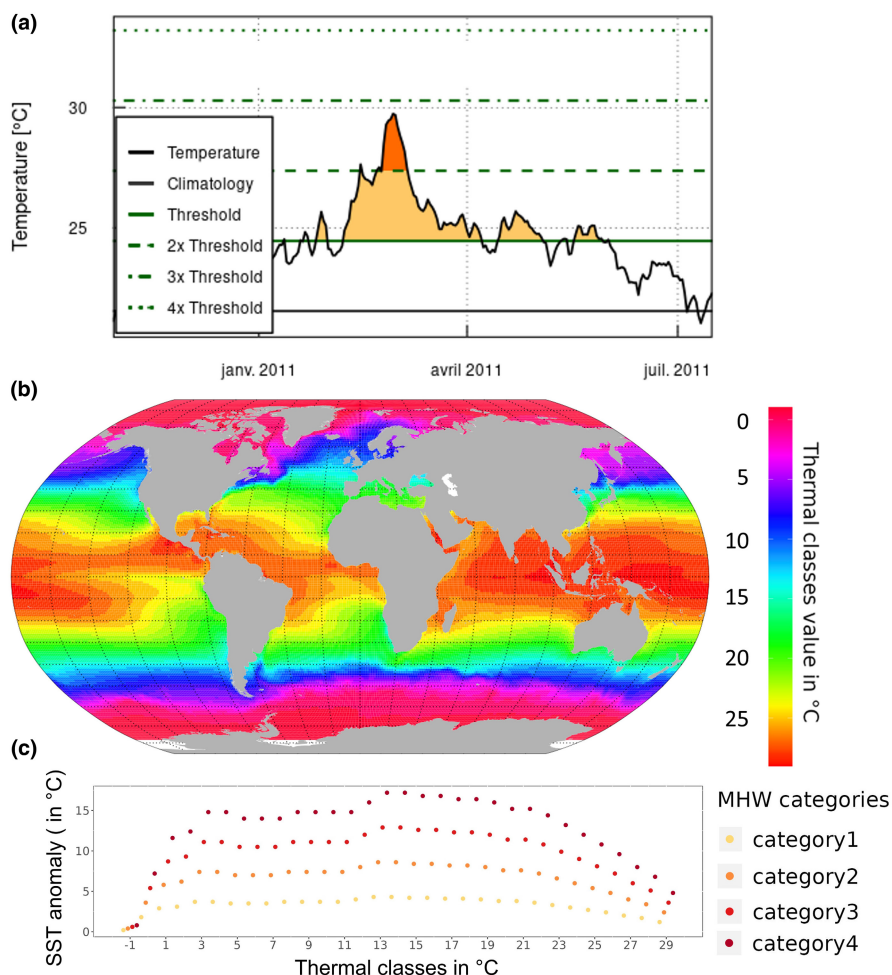 (a)
Temperature [°C]
30
25
Temperature
Climatology
Threshold
2x Threshold
3x Threshold
4x Threshold
janv. 2011
avril 2011
juil. 2011
(b)
0
5
10
15
20
25
Thermal classes value in °C
(c)
SST anomaly ( in °C)
15
10
5
0
-1 1 3 5 7 9 11 13 15 17 19 21 23 25 27 29
Thermal classes in °C
MHW categories
category1
category2
category3
category4